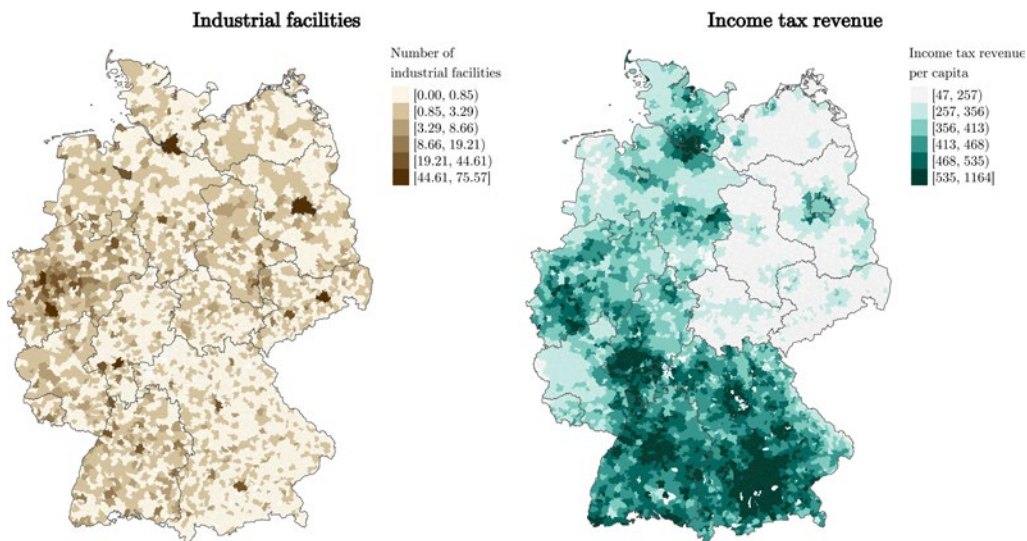 Industrial facilities
Number of
industrial facilities
[0.00, 0.85)
[0.85, 3.29)
[3.29, 8.66)
[8.66, 19.21)
[19.21, 44.61)
[44.61, 75.57]
Income tax revenue
Income tax revenue
per capita
[47, 257)
[257, 356)
[356, 413)
[413, 468)
[468, 535)
[535, 1164]